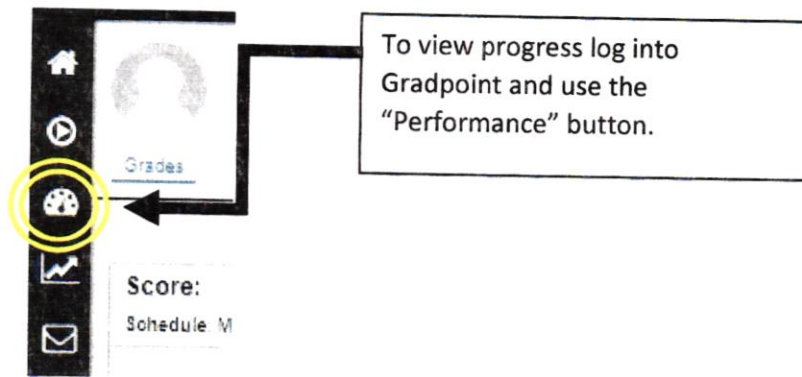 To view progress log into
Gradpoint and use the
“Performance” button.
Grades
Score:
Schedule M